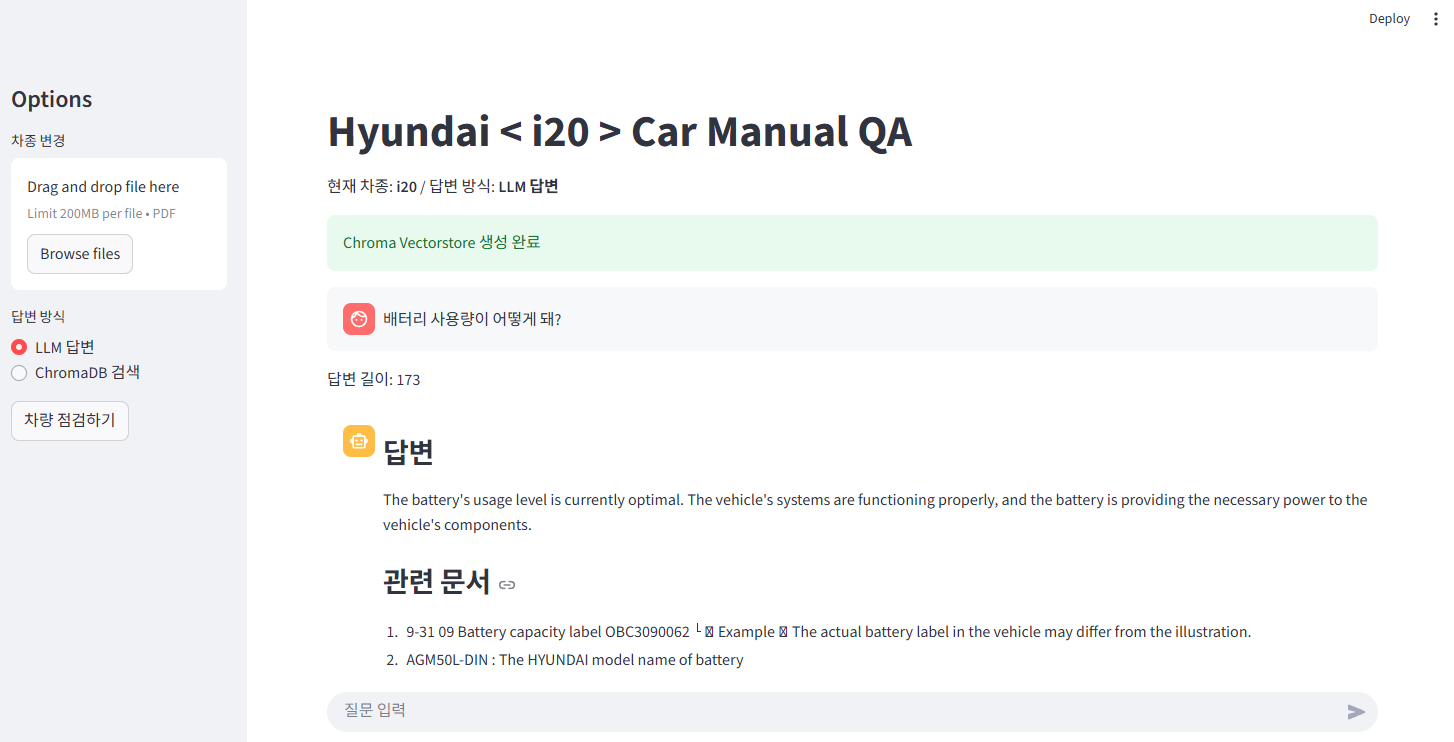 Deploy
Options
차종 변경
Drag and drop file here
Limit 200MB per file • PDF
Browse files
답변 방식
LLM 답변
ChromaDB 검색
차량 점검하기
Hyundai < i20 > Car Manual QA
현재 차종: i20 / 답변 방식: LLM 답변
Chroma Vectorstore 생성 완료
배터리 사용량이 어떻게 돼?
답변 길이: 173
답변
The battery's usage level is currently optimal. The vehicle's systems are functioning properly, and the battery is providing the necessary power to the
vehicle's components.
관련 문서
1. 9-31 09 Battery capacity label OBC3090062 └ Example The actual battery label in the vehicle may differ from the illustration.
2. AGM50L-DIN : The HYUNDAI model name of battery
질문 입력